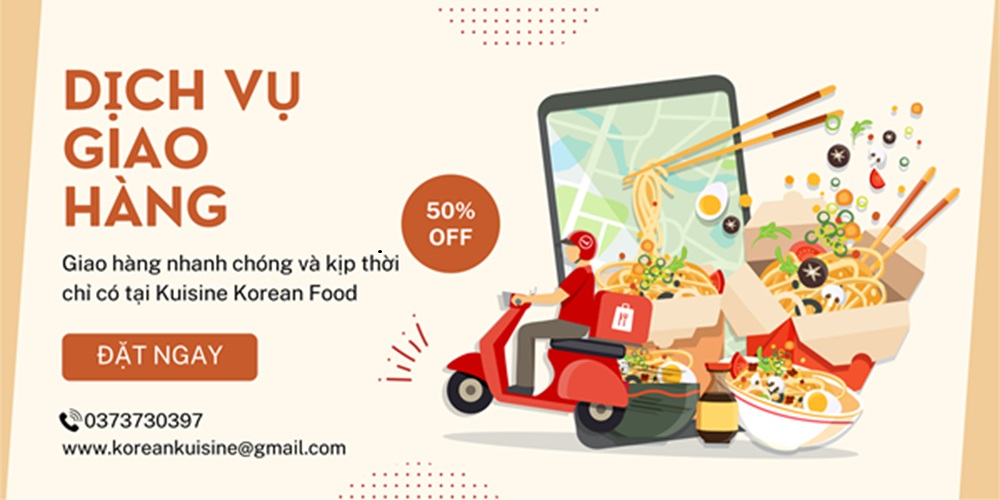 DỊCH VỤ
GIAO
HÀNG
50%
OFF
Giao hàng nhanh chóng và kịp thời
chỉ có tại Kuisine Korean Food
ĐẶT NGAY
0373730397
www.koreankuisine@gmail.com